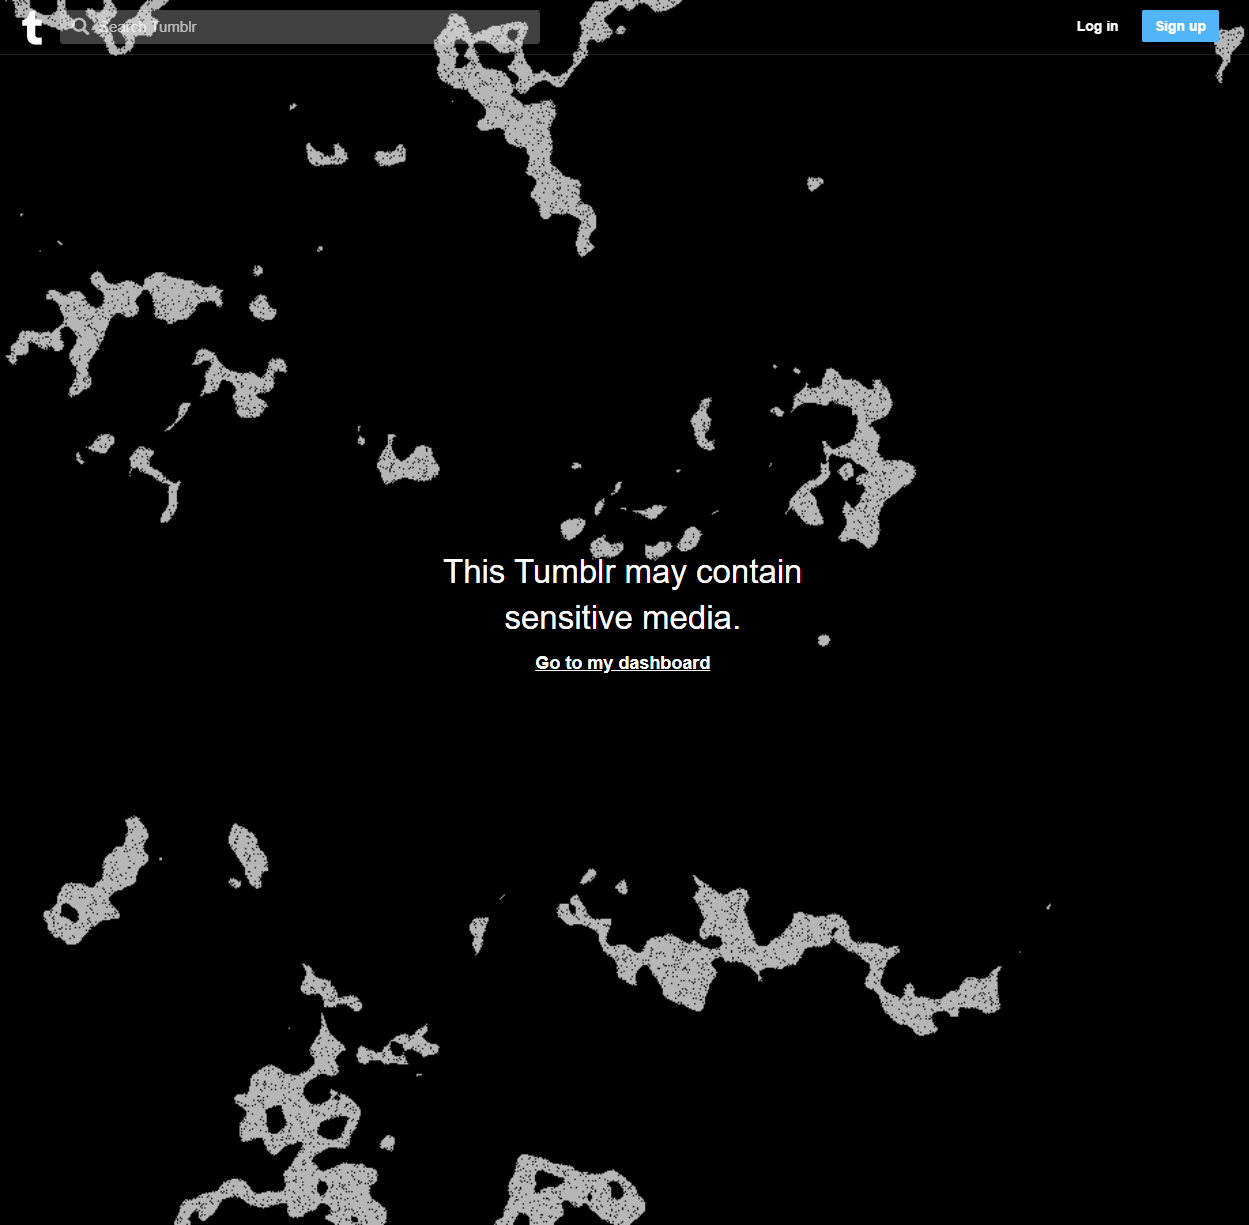 t Search Tumblr Log in Sign up
This Tumblr may contain
sensitive media.
Go to my dashboard